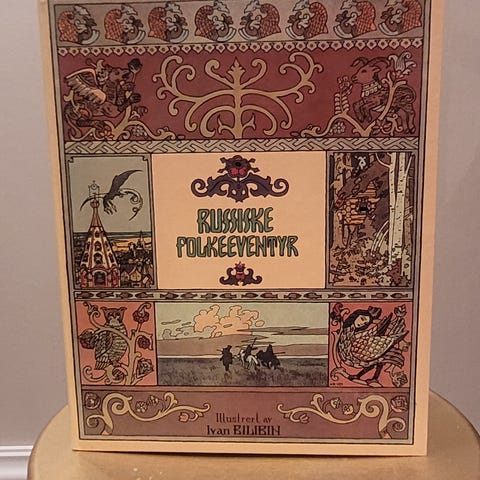 RUSSISKE
FOLKEEVENTYR
Illustrert av
Ivan BILIBIN